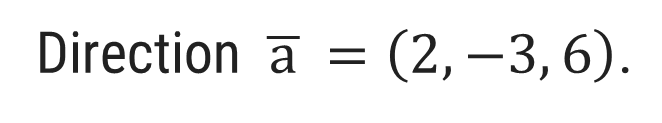 Direction a̅ = (2, −3, 6).